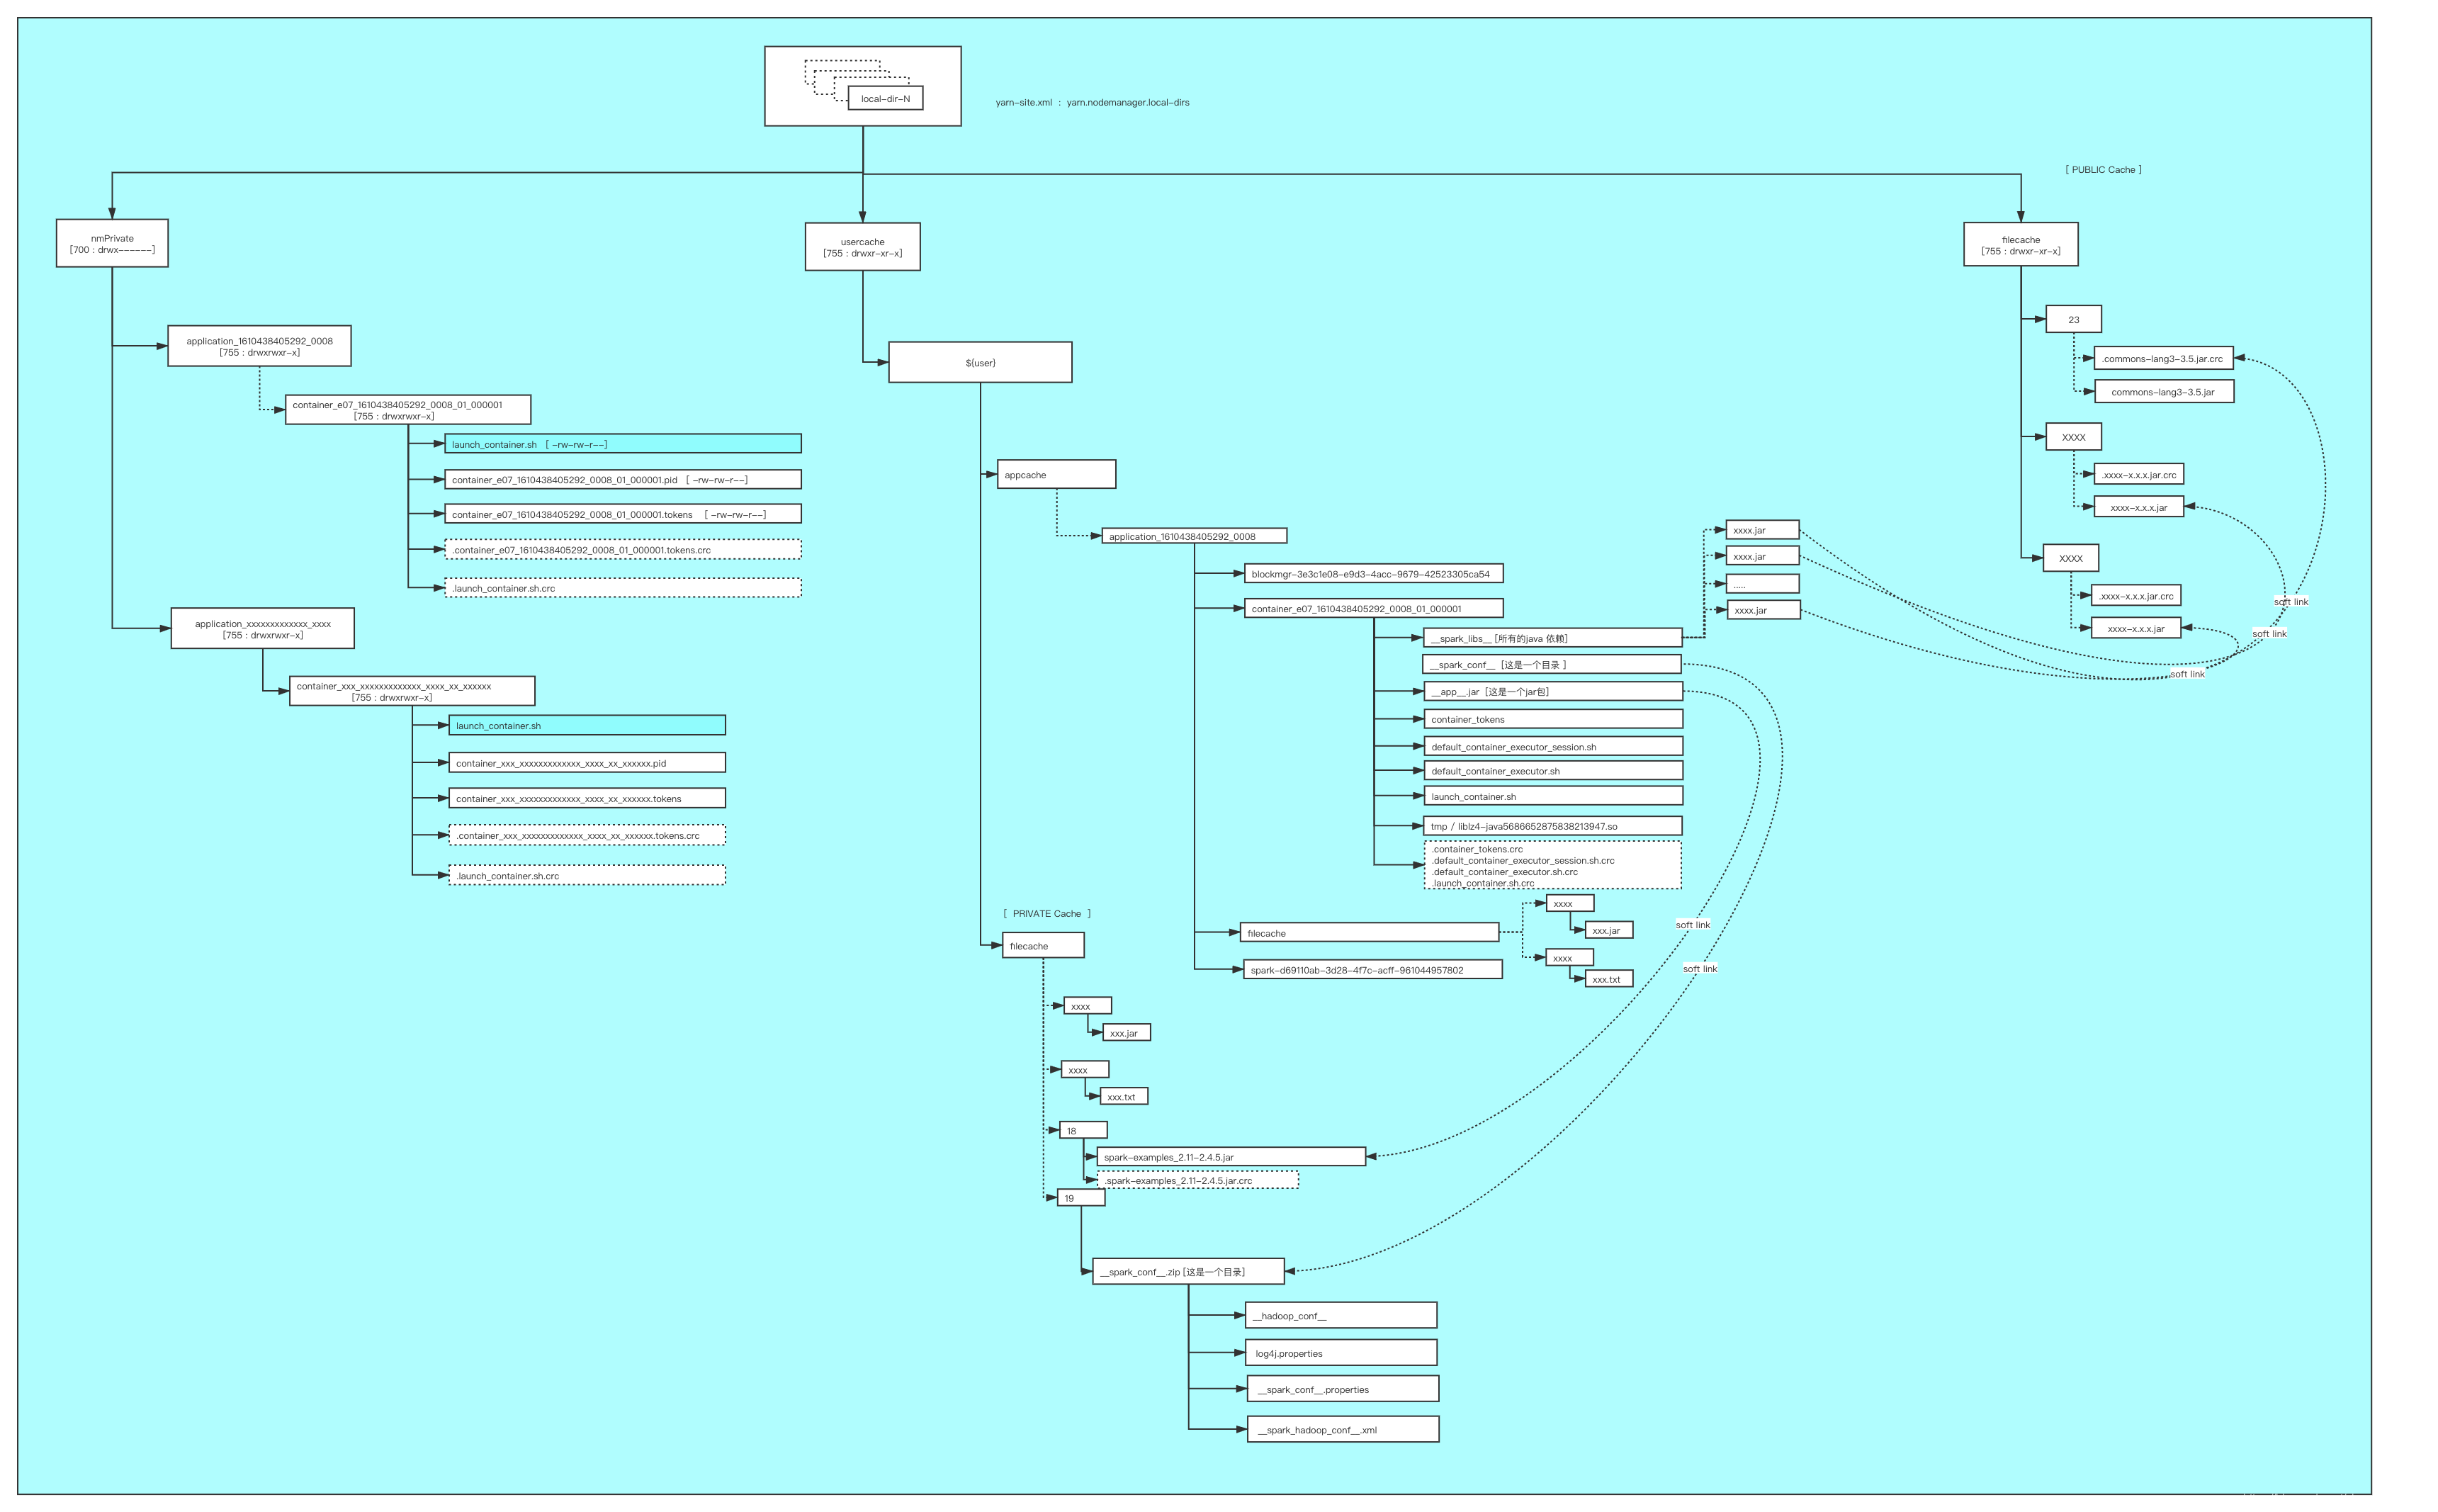 local-dir-N
yarn-site.xml : yarn.nodemanager.local-dirs
[ PUBLIC Cache ]
nmPrivate
[700 : drwx------]
usercache
[755 : drwxr-xr-x]
filecache
[755 : drwxr-xr-x]
application_1610438405292_0008
[755 : drwxrwxr-x]
container_e07_1610438405292_0008_01_000001
[755 : drwxrwxr-x]
launch_container.sh [ -rw-rw-r--]
container_e07_1610438405292_0008_01_000001.pid [ -rw-rw-r--]
container_e07_1610438405292_0008_01_000001.tokens [ -rw-rw-r--]
.container_e07_1610438405292_0008_01_000001.tokens.crc
.launch_container.sh.crc
application_xxxxxxxxxxxxx_xxxx
[755 : drwxrwxr-x]
container_xxx_xxxxxxxxxxxxx_xxxx_xx_xxxxxx
[755 : drwxrwxr-x]
launch_container.sh
container_xxx_xxxxxxxxxxxxx_xxxx_xx_xxxxxx.pid
container_xxx_xxxxxxxxxxxxx_xxxx_xx_xxxxxx.tokens
.container_xxx_xxxxxxxxxxxxx_xxxx_xx_xxxxxx.tokens.crc
.launch_container.sh.crc
${user}
appcache
application_1610438405292_0008
blockmgr-3e3c1e08-e9d3-4acc-9679-42523305ca54
container_e07_1610438405292_0008_01_000001
__spark_libs__ [所有的java 依赖]
__spark_conf__ [这是一个目录 ]
__app__.jar [这是一个jar包]
container_tokens
default_container_executor_session.sh
default_container_executor.sh
launch_container.sh
tmp / liblz4-java5686652875838213947.so
.container_tokens.crc
.default_container_executor_session.sh.crc
.default_container_executor.sh.crc
.launch_container.sh.crc
xxxx.jar
xxxx.jar
.....
xxxx.jar
filecache
xxxx
xxx.jar
xxxx
xxx.txt
spark-d69110ab-3d28-4f7c-acff-961044957802
soft link
soft link
[ PRIVATE Cache ]
filecache
xxxx
xxx.jar
xxxx
xxx.txt
18
spark-examples_2.11-2.4.5.jar
.spark-examples_2.11-2.4.5.jar.crc
19
__spark_conf__.zip [这是一个目录]
__hadoop_conf__
log4j.properties
__spark_conf__.properties
__spark_hadoop_conf__.xml
23
.commons-lang3-3.5.jar.crc
commons-lang3-3.5.jar
XXXX
.xxxx-x.x.x.jar.crc
xxxx-x.x.x.jar
XXXX
.xxxx-x.x.x.jar.crc
xxxx-x.x.x.jar
soft link
soft link
soft link